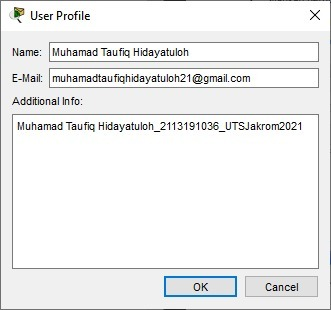 User Profile
Name: Muhamad Taufiq Hidayatuloh
E-Mail: muhamadtaufiqhidayatuloh21@gmail.com
Additional Info:
Muhamad Taufiq Hidayatuloh_2113191036_UTSJakrom2021
OK Cancel